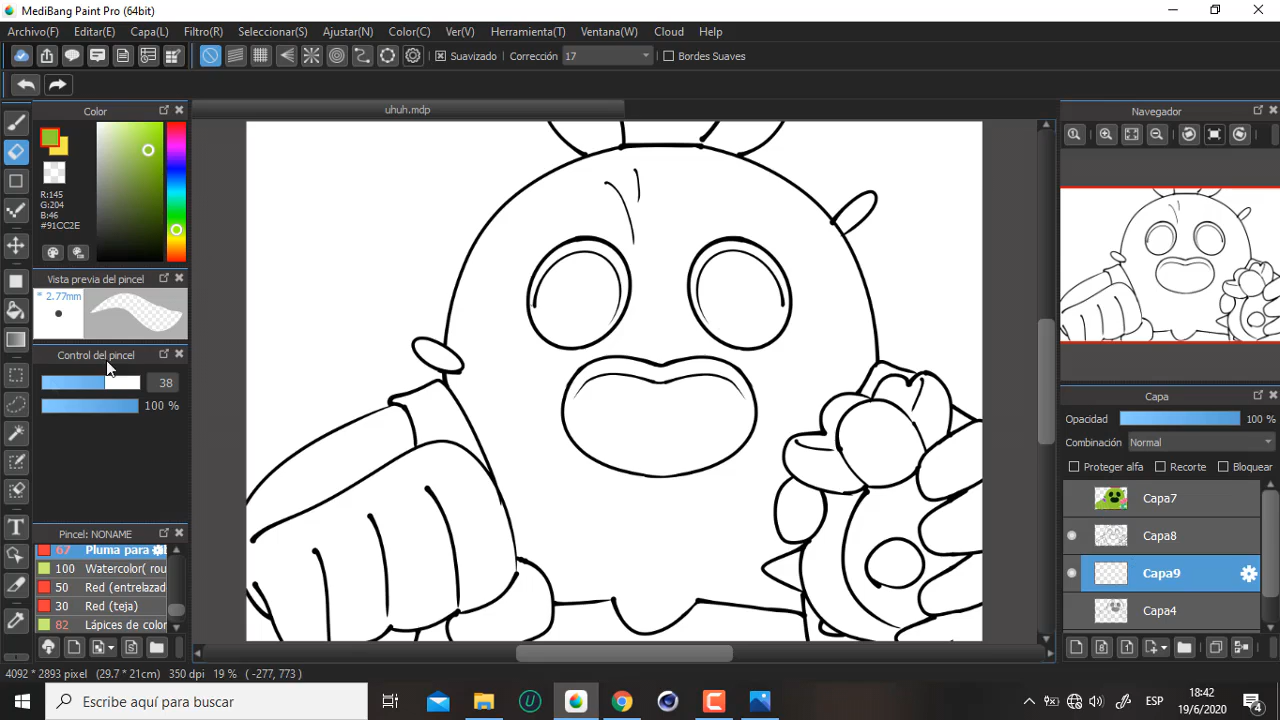 MediBang Paint Pro (64bit)
Archivo(F) Editar(E) Capa(L) Filtro(R) Seleccionar(S) Ajustar(N) Color(C) Ver(V) Herramienta(T) Ventana(W) Cloud Help
Suavizado Corrección 17 Bordes Suaves
Color
uhuh.mdp
Navegador
R:145
G:204
B:46
#91CC2E
Vista previa del pincel
* 2.77mm
Control del pincel
38
100 %
Capa
Opacidad 100 %
Combinación Normal
Proteger alfa Recorte Bloquear
Capa7
Capa8
Capa9
Capa4
Pincel: NONAME
67 Pluma para
100 Watercolor( rou
50 Red (entrelazad
30 Red (teja)
82 Lápices de color
4092 * 2893 pixel (29.7 * 21cm) 350 dpi 19 % (-277, 773)
Escribe aquí para buscar
ESP
18:42
19/6/2020
4